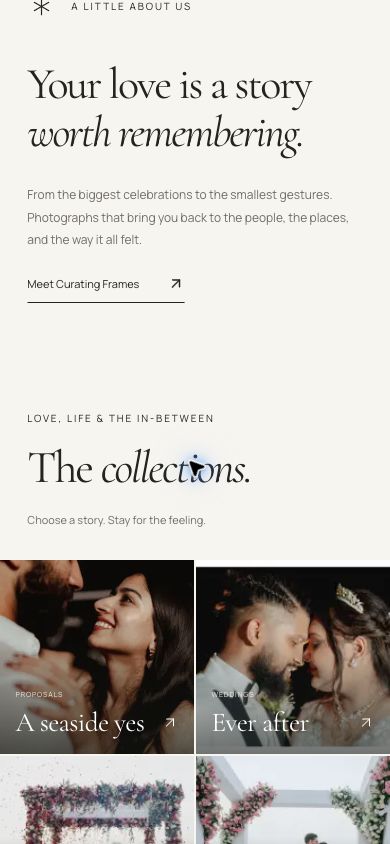 A LITTLE ABOUT US
Your love is a story
worth remembering.
From the biggest celebrations to the smallest gestures.
Photographs that bring you back to the people, the places,
and the way it all felt.
Meet Curating Frames
LOVE, LIFE & THE IN-BETWEEN
The collections.
Choose a story. Stay for the feeling.
PROPOSALS
A seaside yes
WEDDINGS
Ever after